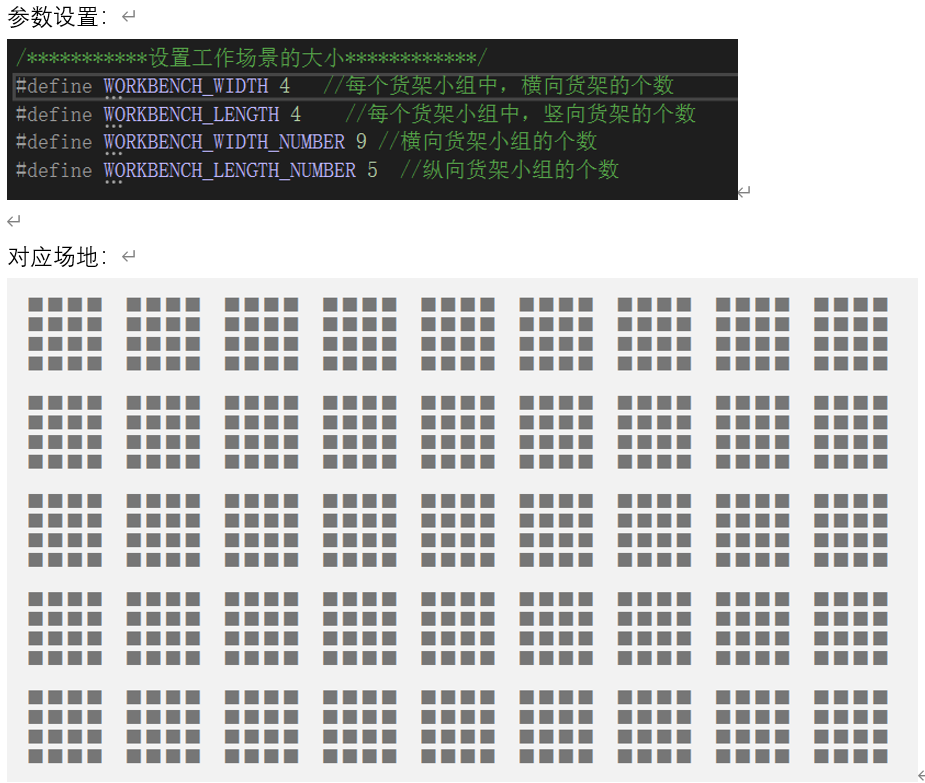 参数设置：
/***********设置工作场景的大小************/
#define WORKBENCH_WIDTH 4 //每个货架小组中，横向货架的个数
#define WORKBENCH_LENGTH 4 //每个货架小组中，竖向货架的个数
#define WORKBENCH_WIDTH_NUMBER 9 //横向货架小组的个数
#define WORKBENCH_LENGTH_NUMBER 5 //纵向货架小组的个数
对应场地：